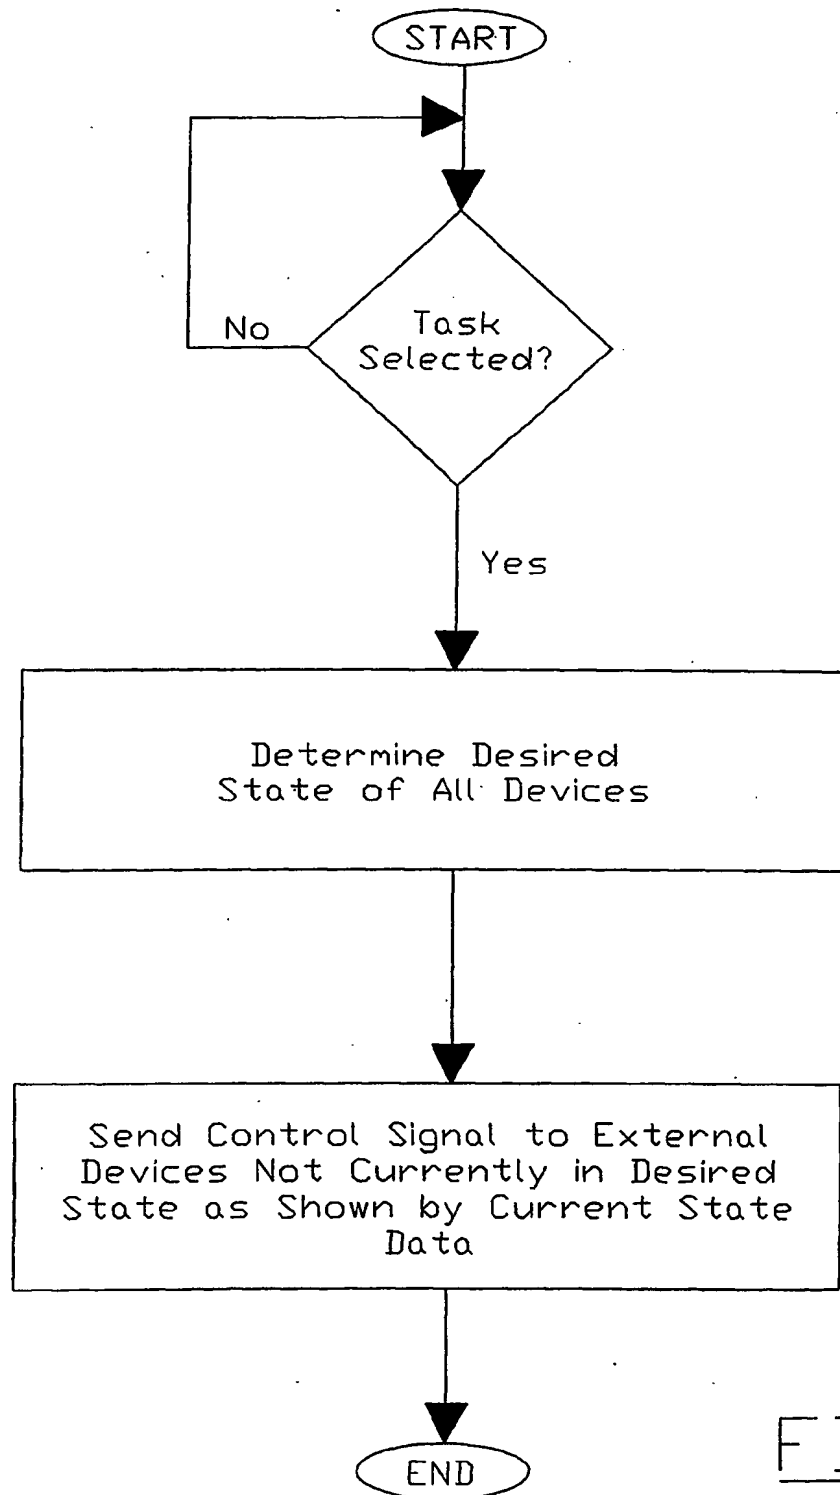 START
No
Task
Selected?
Yes
Determine Desired
State of All Devices
Send Control Signal to External
Devices Not Currently in Desired
State as Shown by Current State
Data
END